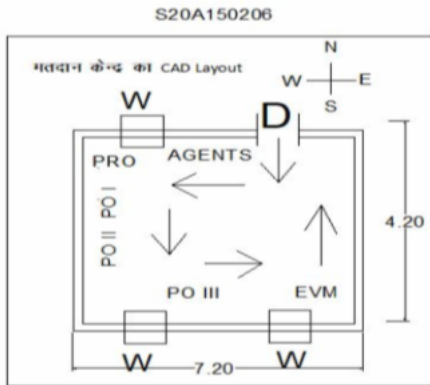 S20A150206
मतदान केन्द्र का CAD Layout
N
W E
S
W
D
PRO
AGENTS
PO I
PO II
4.20
PO III
EVM
W
W
7.20